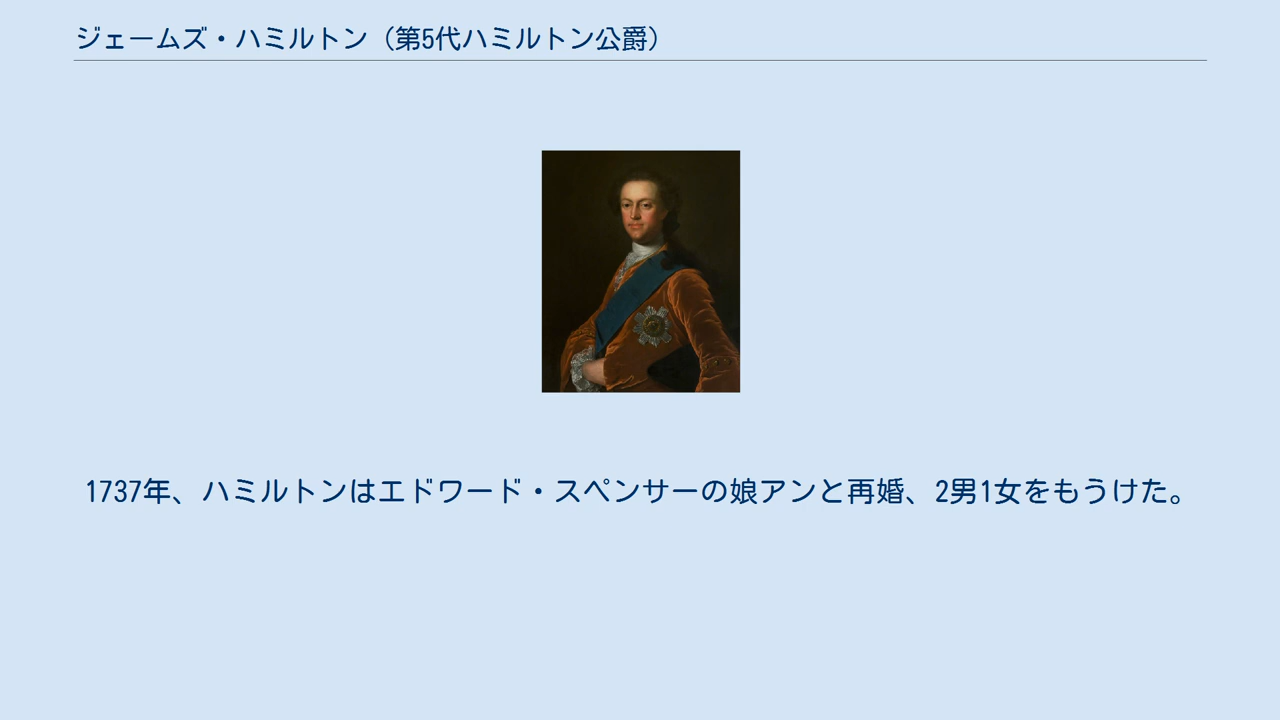 ジェームズ・ハミルトン（第5代ハミルトン公爵）
1737年、ハミルトンはエドワード・スペンサーの娘アンと再婚、2男1女をもうけた。